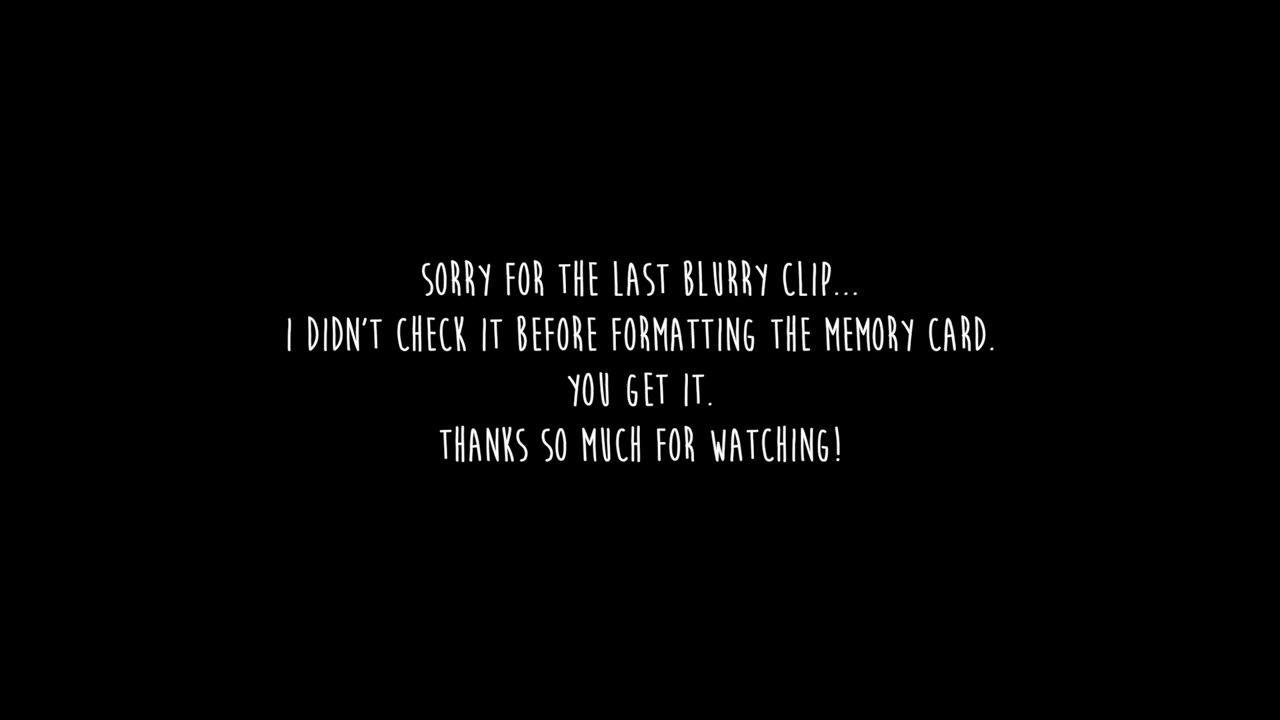 SORRY FOR THE LAST BLURRY CLIP...
I DIDN'T CHECK IT BEFORE FORMATTING THE MEMORY CARD.
YOU GET IT.
THANKS SO MUCH FOR WATCHING!